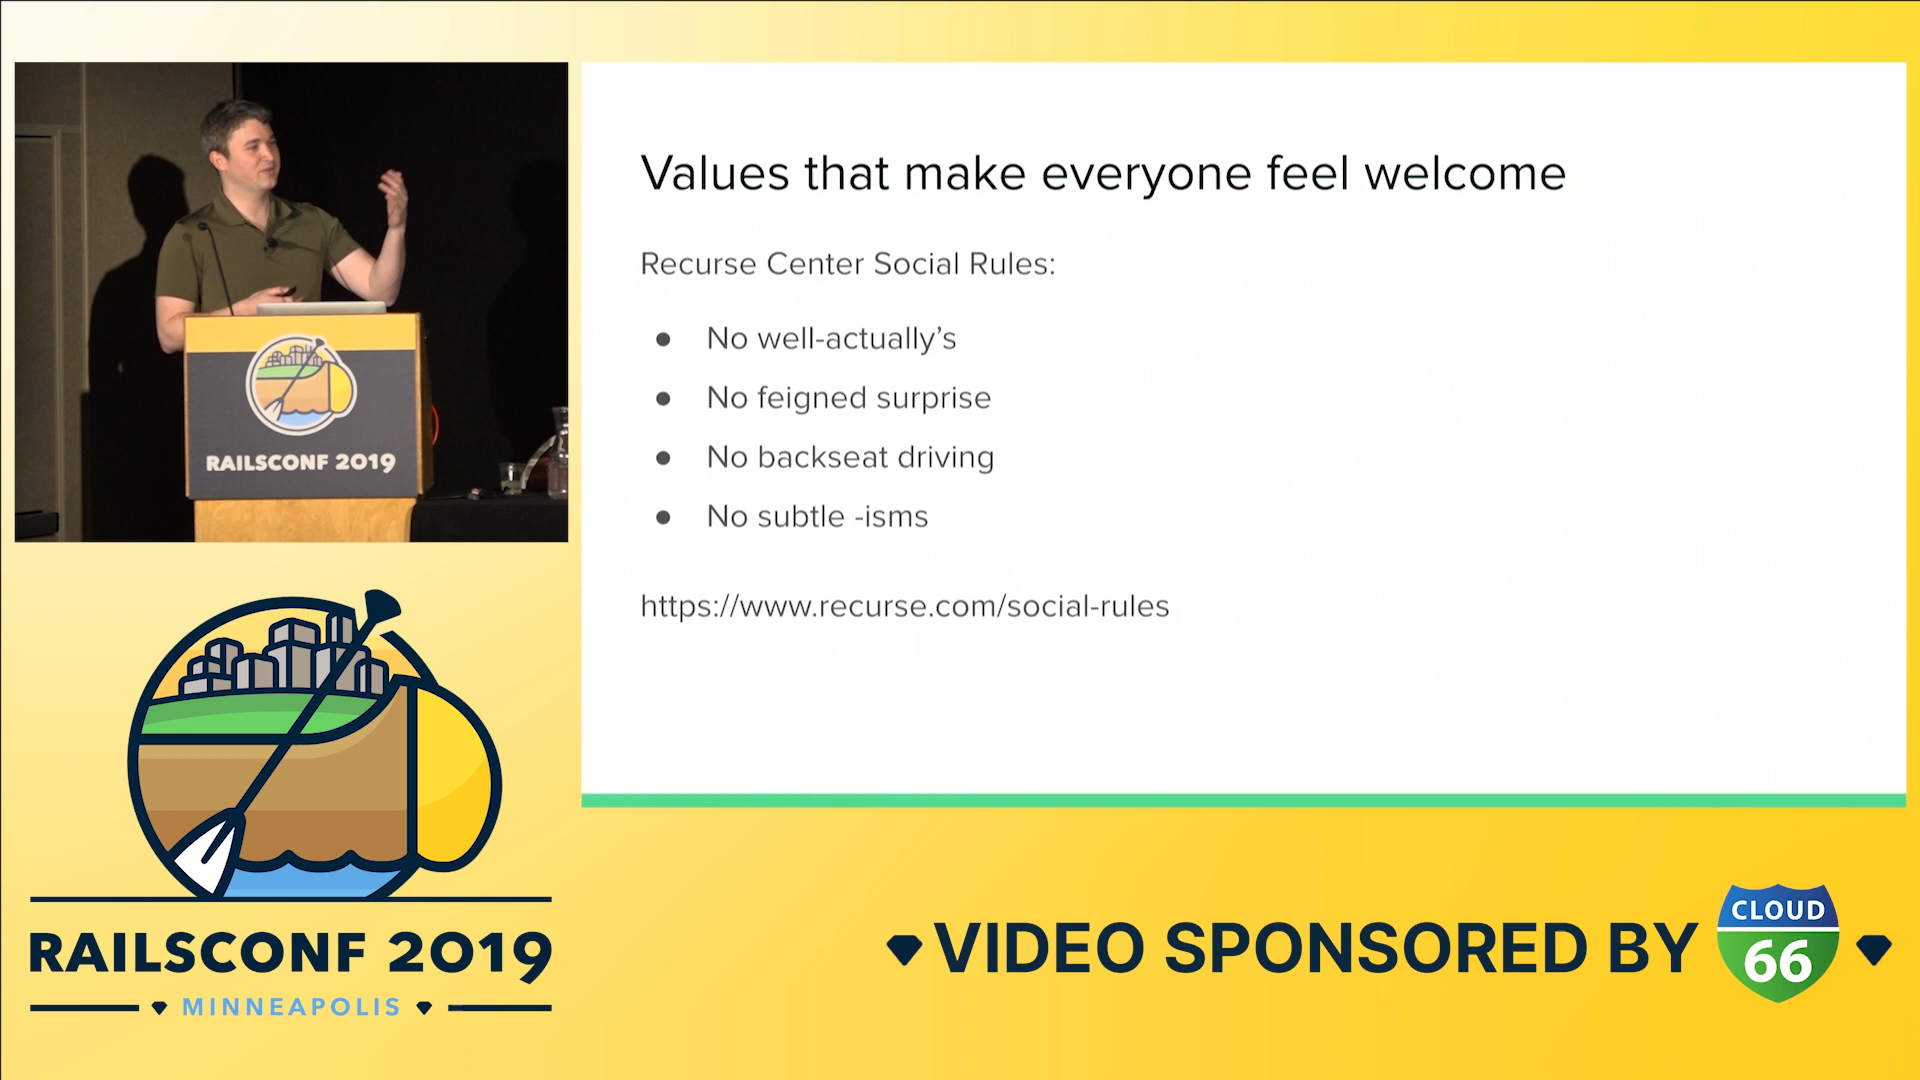 Values that make everyone feel welcome
Recurse Center Social Rules:
● No well-actually’s
● No feigned surprise
● No backseat driving
● No subtle -isms
https://www.recurse.com/social-rules
RAILSCONF 2019
RAILSCONF 2019
MINNEAPOLIS
VIDEO SPONSORED BY
CLOUD
66